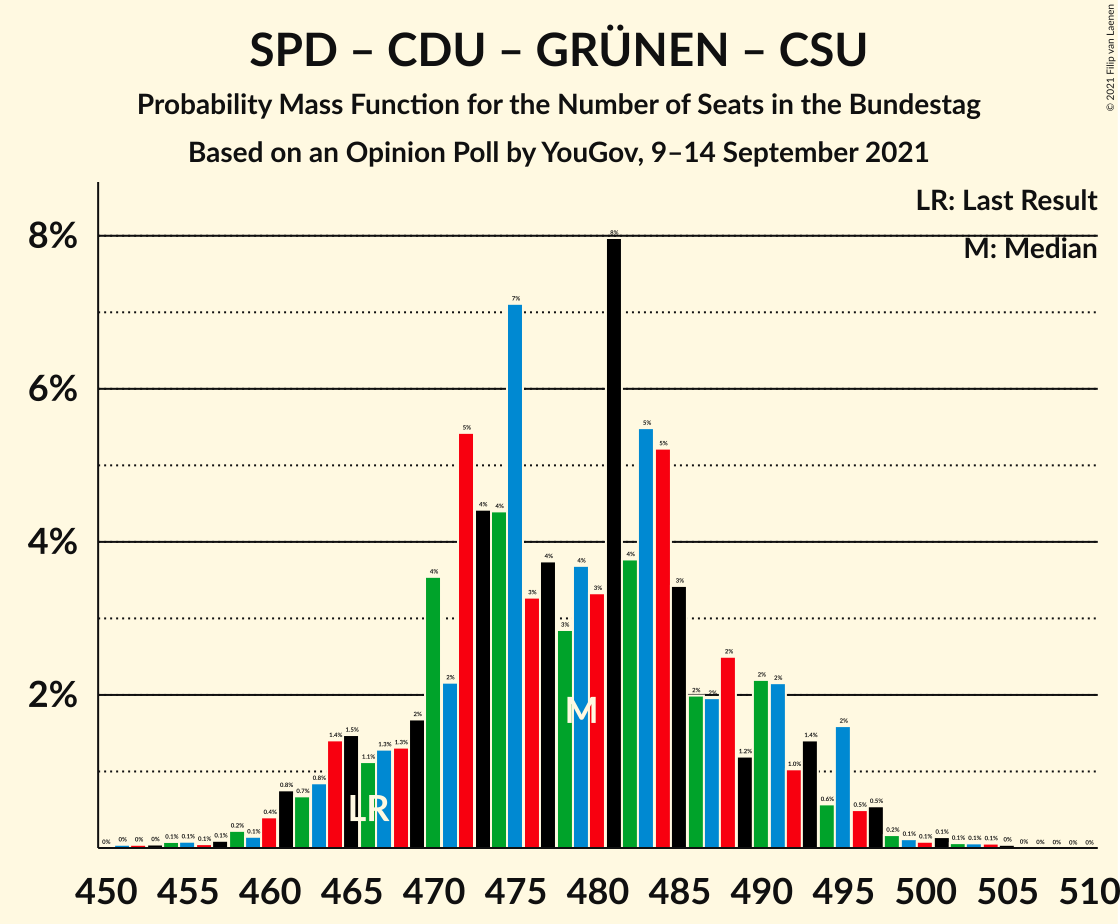 SPD – CDU – GRÜNEN – CSU
Probability Mass Function for the Number of Seats in the Bundestag
Based on an Opinion Poll by YouGov, 9–14 September 2021
© 2021 Filip van Laenen
LR: Last Result
M: Median
8%
6%
4%
2%
0% 0% 0% 0% 0.1% 0.1% 0.1% 0.1% 0.2% 0.1% 0.4% 0.8% 0.7% 0.8% 1.4% 1.5% 1.1% 1.3% 1.3% 2% 4% 2% 5% 4% 4% 7% 3% 4% 3% 4% 3% 8% 4% 5% 5% 3% 2% 2% 2% 1.2% 2% 2% 1.0% 1.4% 0.6% 2% 0.5% 0.5% 0.2% 0.1% 0.1% 0.1% 0.1% 0.1% 0.1% 0% 0% 0% 0% 0% 0%
M
LR
450 455 460 465 470 475 480 485 490 495 500 505 510